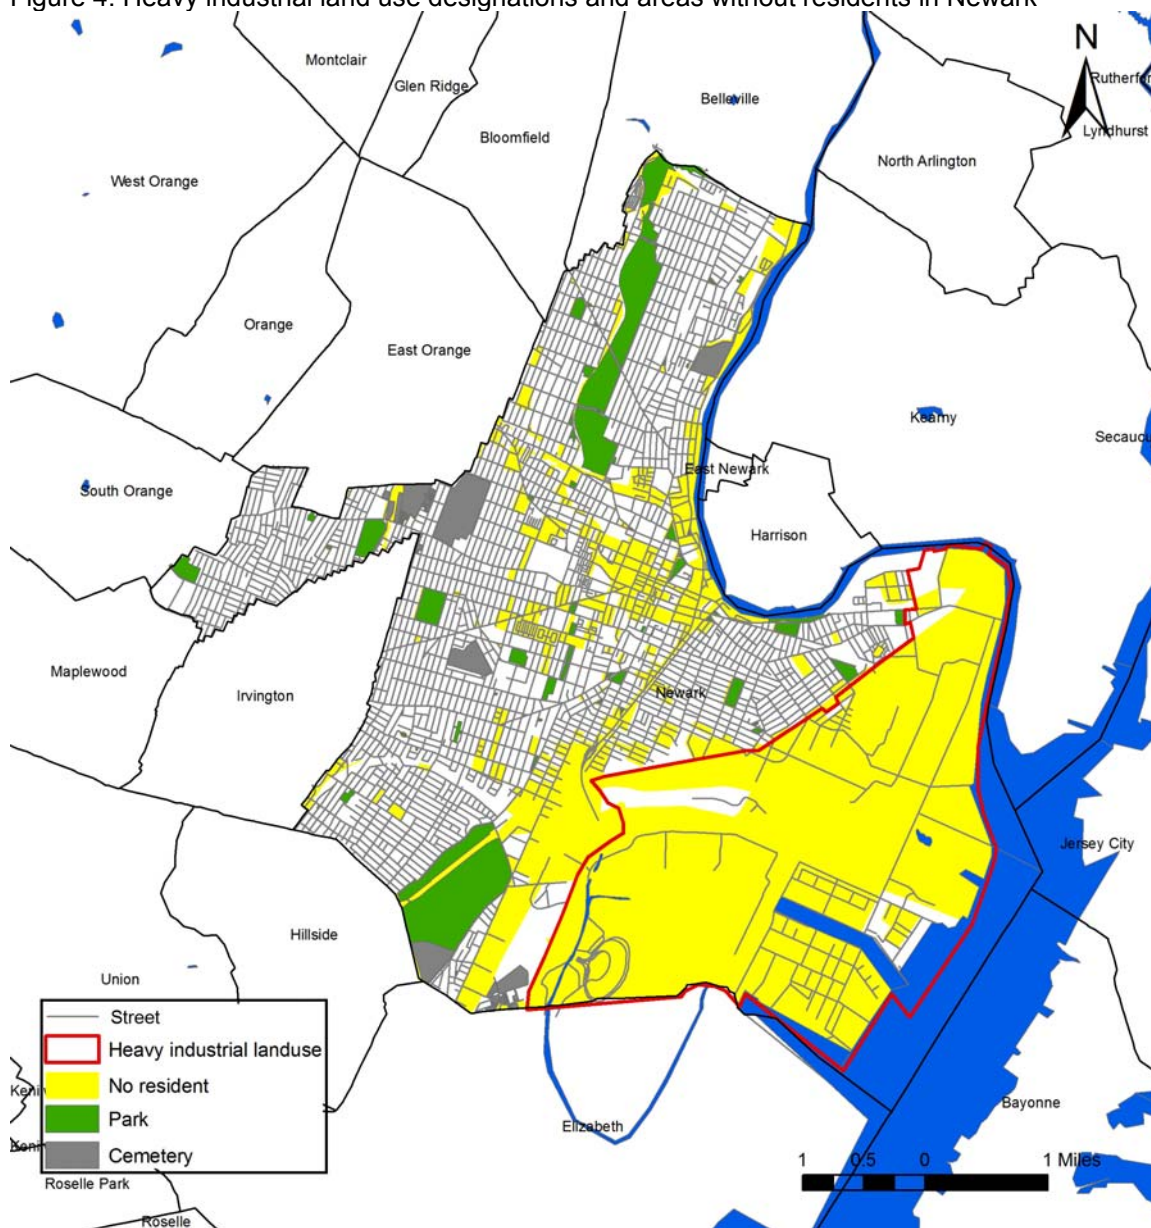 Figure 4: Heavy industrial land use designations and areas without residents in Newark
N
Montclair
Glen Ridge
Rutherfor
Belleville
Lyndhurst
Bloomfield
North Arlington
West Orange
Orange
East Orange
Kearny
Secaucu
East Newark
South Orange
Harrison
Maplewood
Irvington
Newark
Jersey City
Hillside
Union
Street
Heavy industrial landuse
No resident
Park
Cemetery
Bayonne
Elizabeth
1 0.5 0 1 Miles
Roselle Park
Roselle